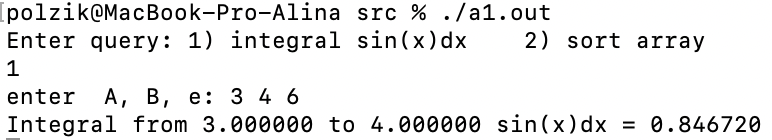 polzik@MacBook-Pro-Alina src % ./a1.out
Enter query: 1) integral sin(x)dx    2) sort array
1
enter  A, B, e: 3 4 6
Integral from 3.000000 to 4.000000 sin(x)dx = 0.846720